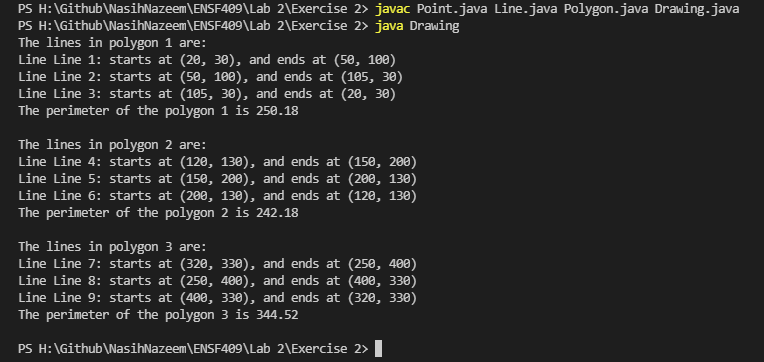 PS H:\Github\NasihNazeem\ENSF409\Lab 2\Exercise 2> javac Point.java Line.java Polygon.java Drawing.java
PS H:\Github\NasihNazeem\ENSF409\Lab 2\Exercise 2> java Drawing
The lines in polygon 1 are:
Line Line 1: starts at (20, 30), and ends at (50, 100)
Line Line 2: starts at (50, 100), and ends at (105, 30)
Line Line 3: starts at (105, 30), and ends at (20, 30)
The perimeter of the polygon 1 is 250.18
The lines in polygon 2 are:
Line Line 4: starts at (120, 130), and ends at (150, 200)
Line Line 5: starts at (150, 200), and ends at (200, 130)
Line Line 6: starts at (200, 130), and ends at (120, 130)
The perimeter of the polygon 2 is 242.18
The lines in polygon 3 are:
Line Line 7: starts at (320, 330), and ends at (250, 400)
Line Line 8: starts at (250, 400), and ends at (400, 330)
Line Line 9: starts at (400, 330), and ends at (320, 330)
The perimeter of the polygon 3 is 344.52
PS H:\Github\NasihNazeem\ENSF409\Lab 2\Exercise 2>